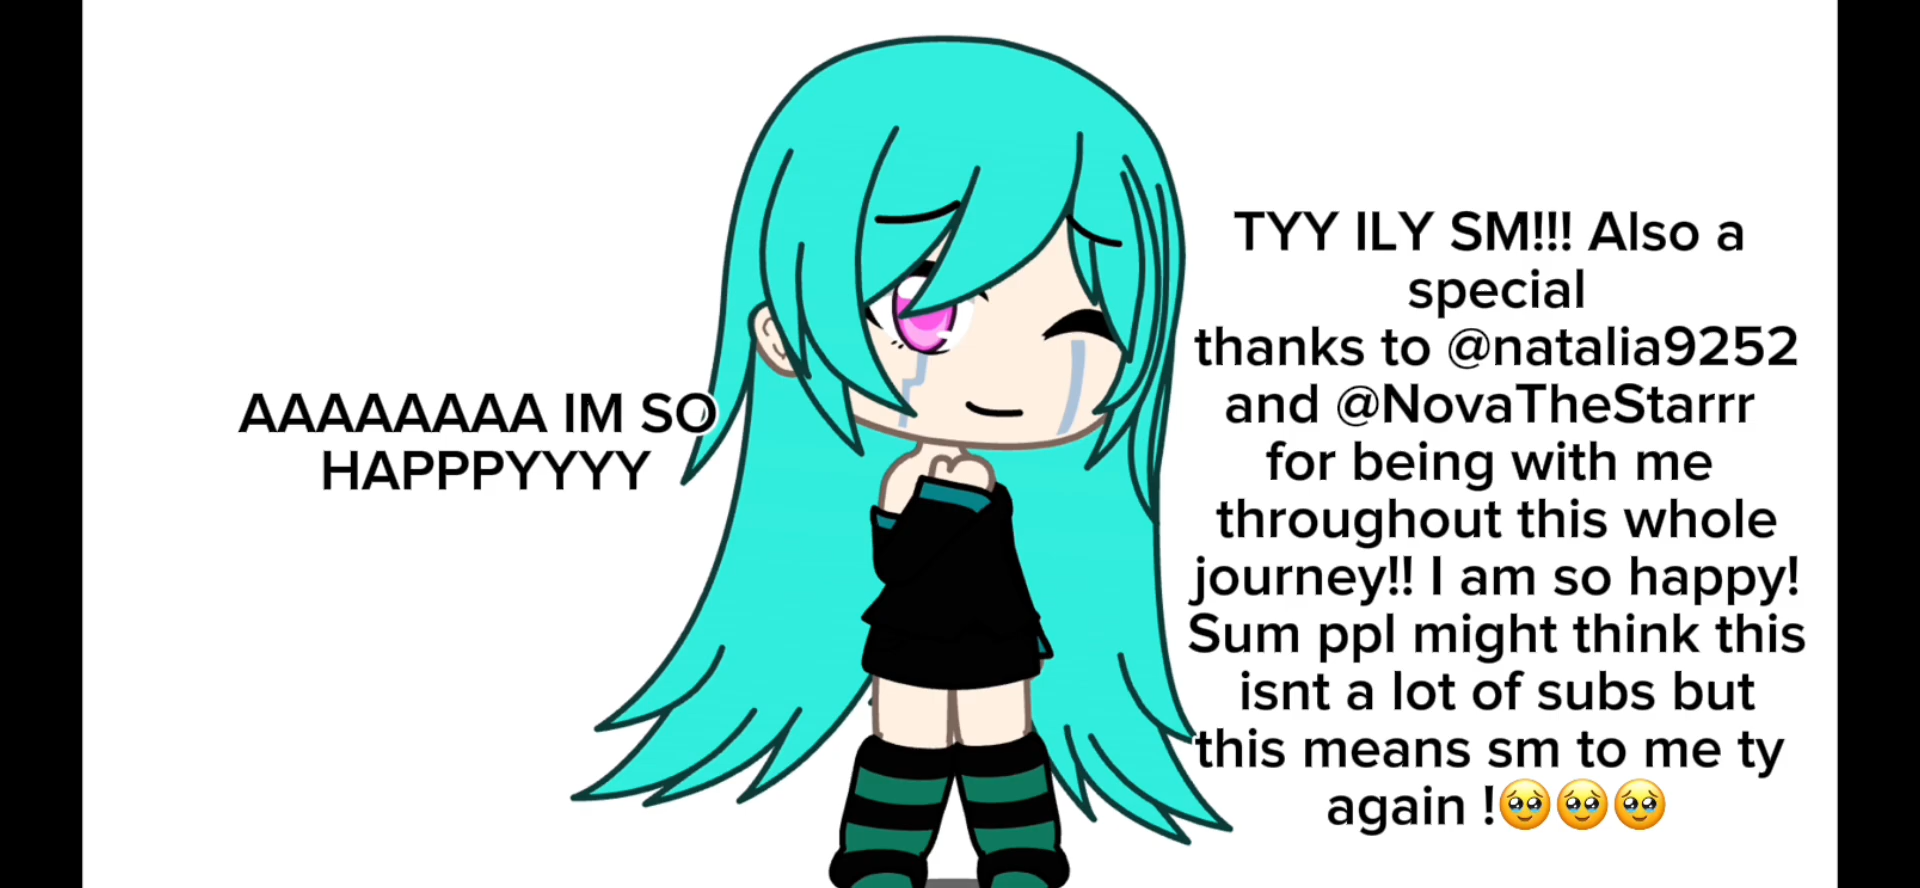 AAAAAAAA IM SO
HAPPPYYYY
TYY ILY SM!!! Also a
special
thanks to @natalia9252
and @NovaTheStarrr
for being with me
throughout this whole
journey!! I am so happy!
Sum ppl might think this
isnt a lot of subs but
this means sm to me ty
again !🥹🥹🥹